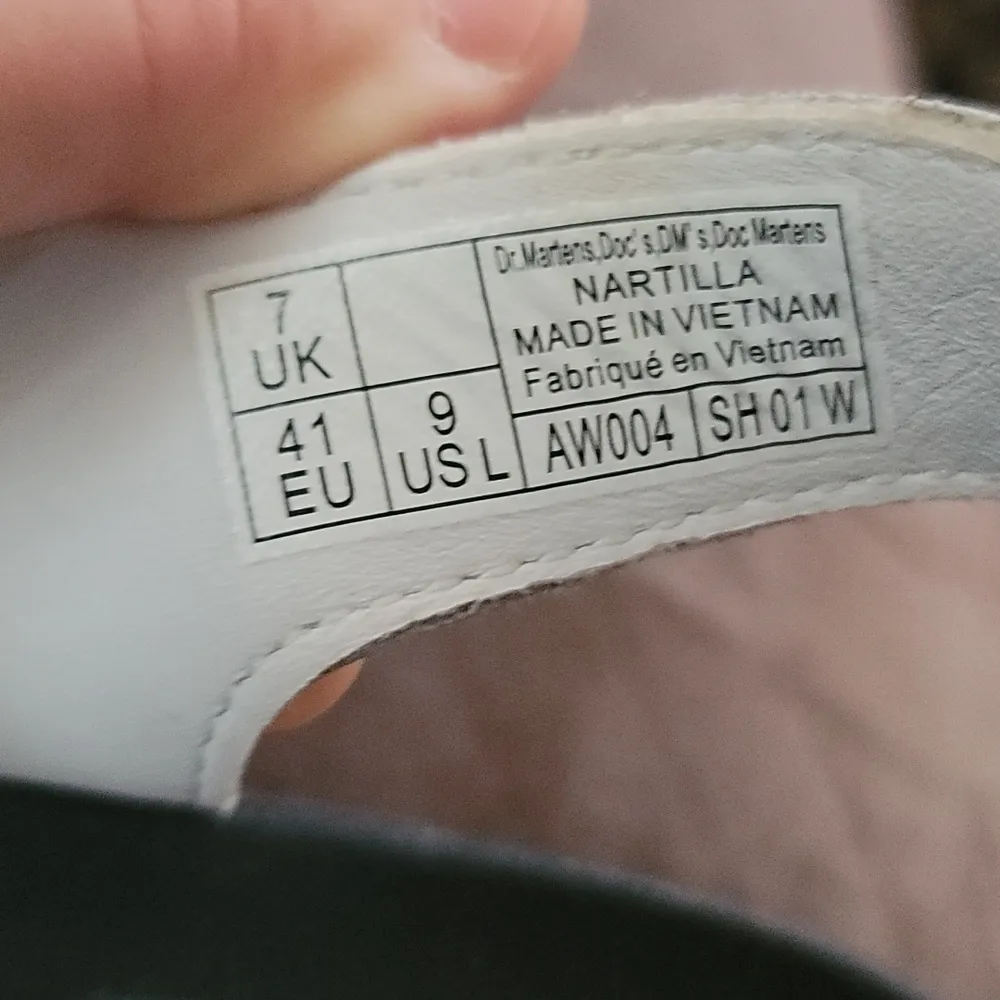 7
UK
41
EU
9
US L
Dr.Martens,Doc's,DM's,Doc Martens
NARTILLA
MADE IN VIETNAM
Fabriqué en Vietnam
AW004
SH 01 W